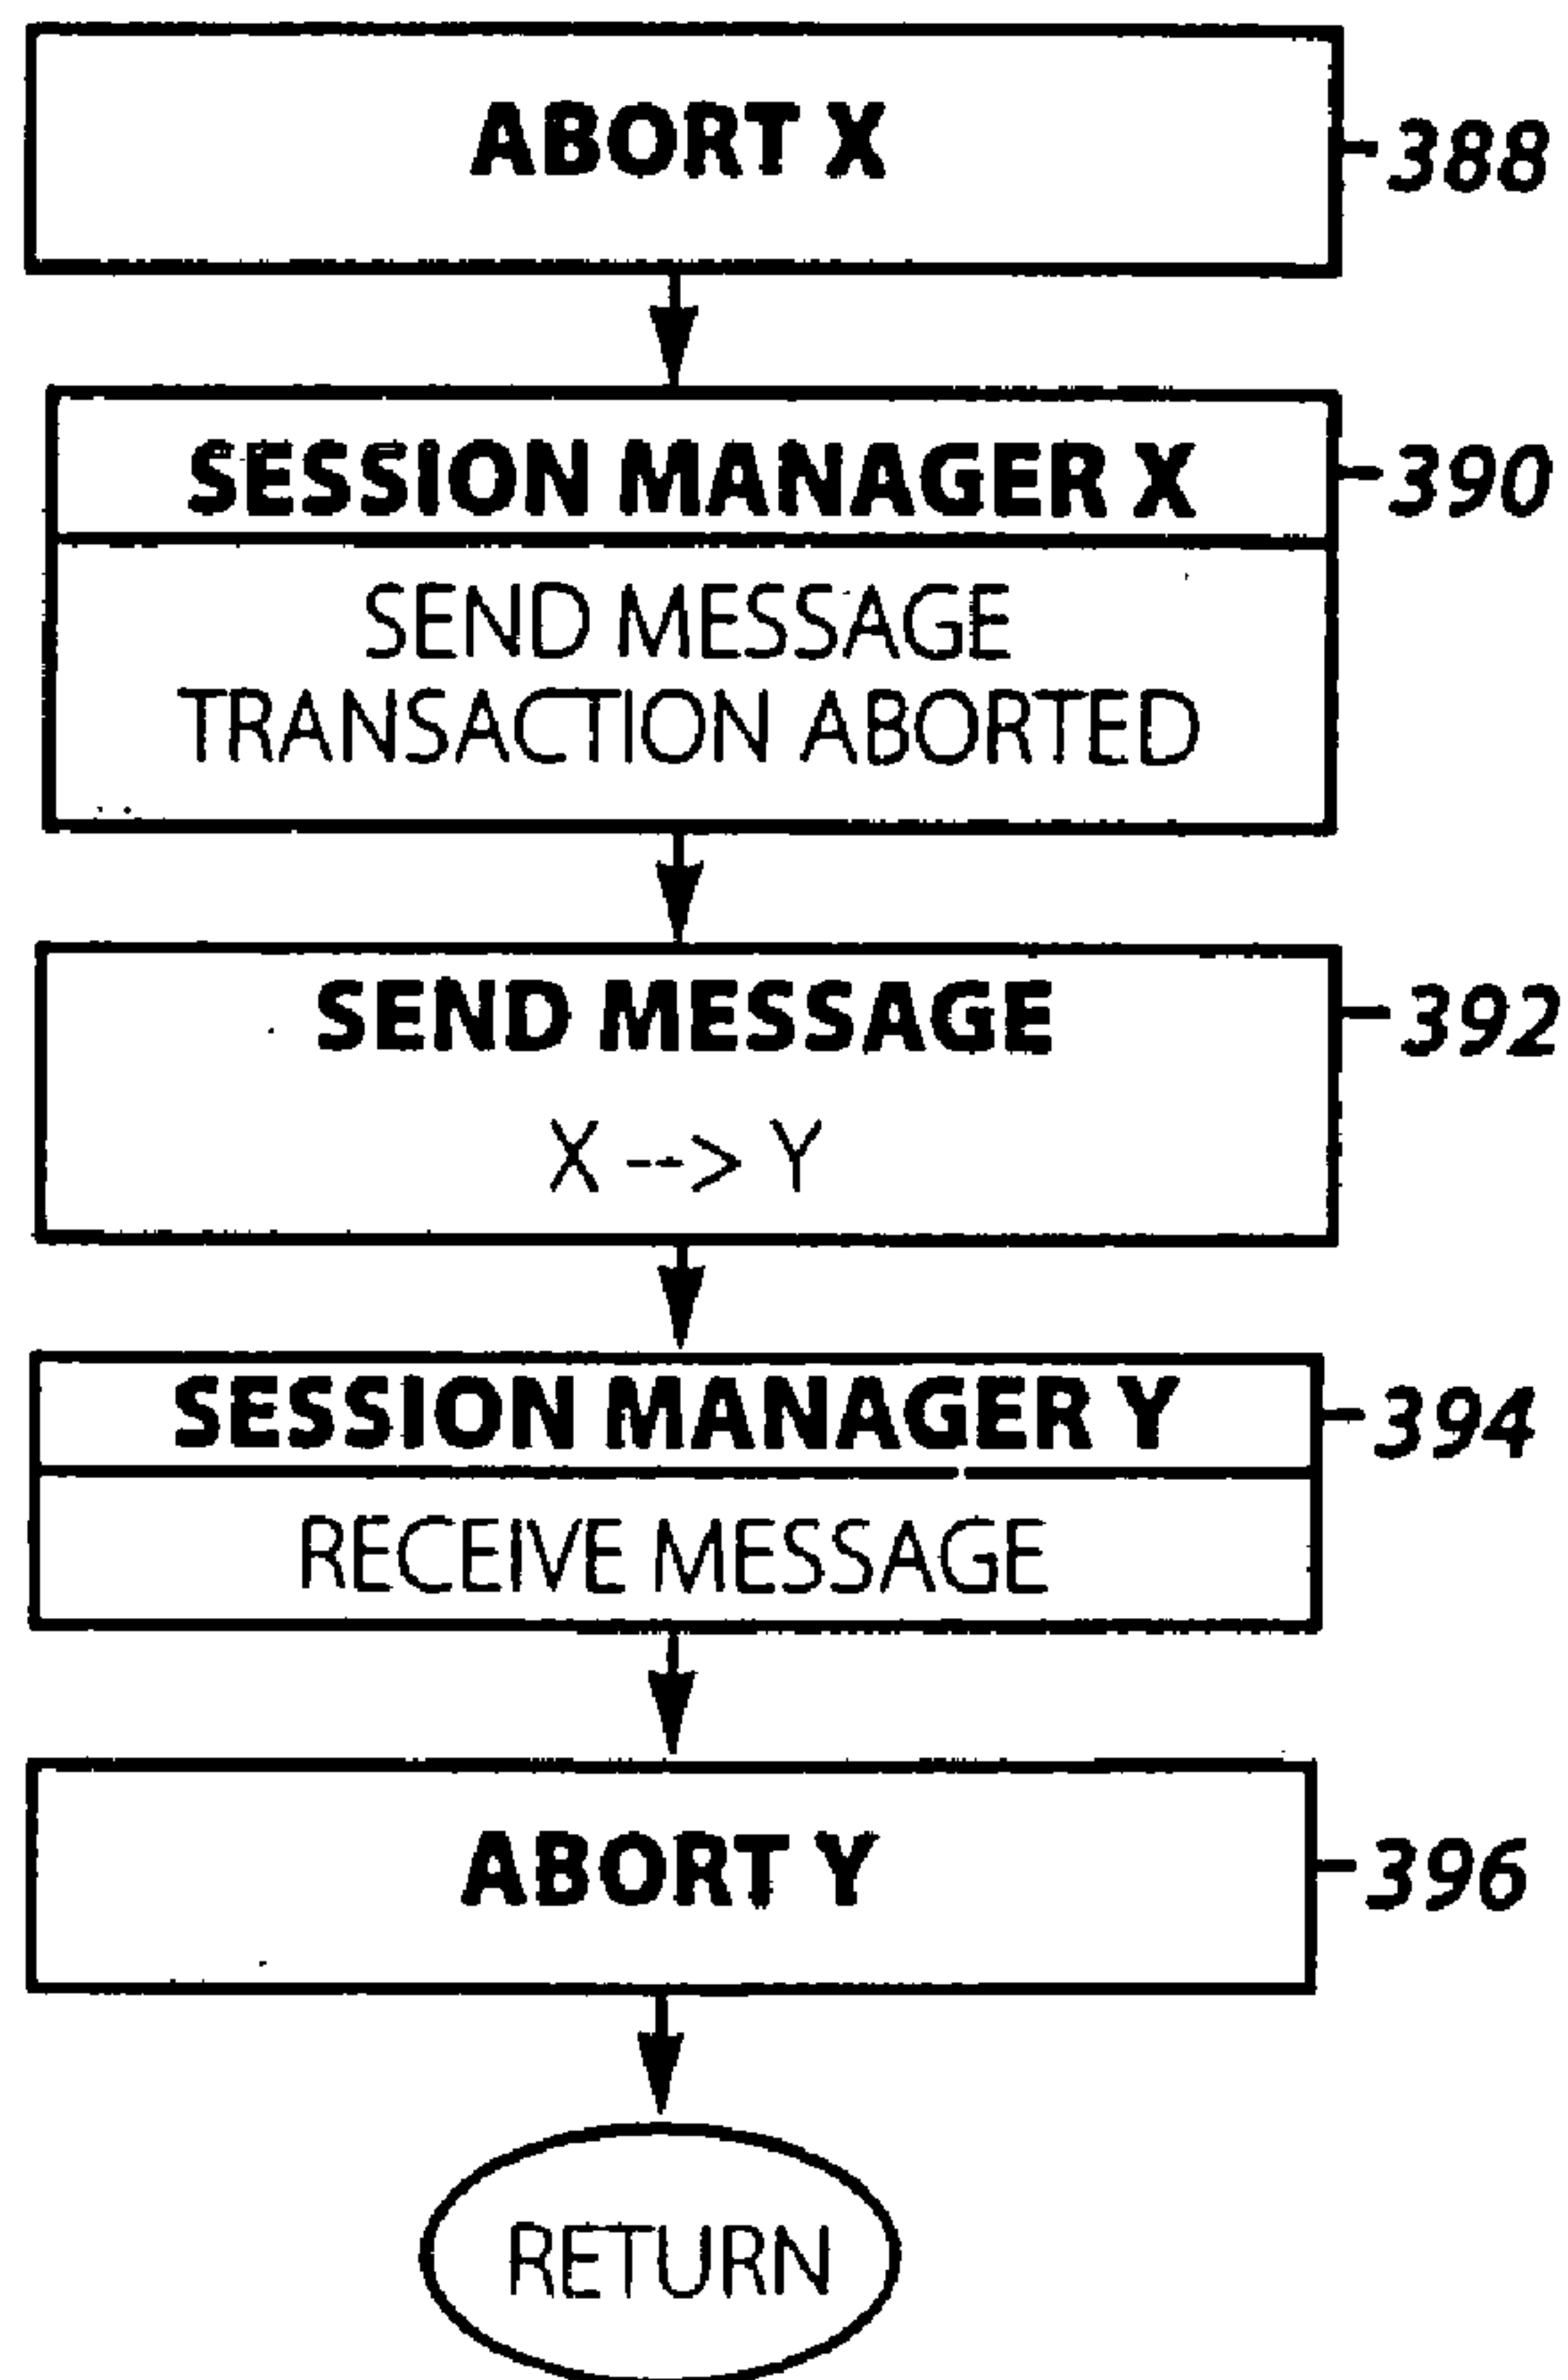 ABORT X
388
SESSION MANAGER X
390
SEND MESSAGE
TRANSACTION ABORTED
SEND MESSAGE
392
X --> Y
SESSION MANAGER Y
394
RECEIVE MESSAGE
ABORT Y
396
RETURN